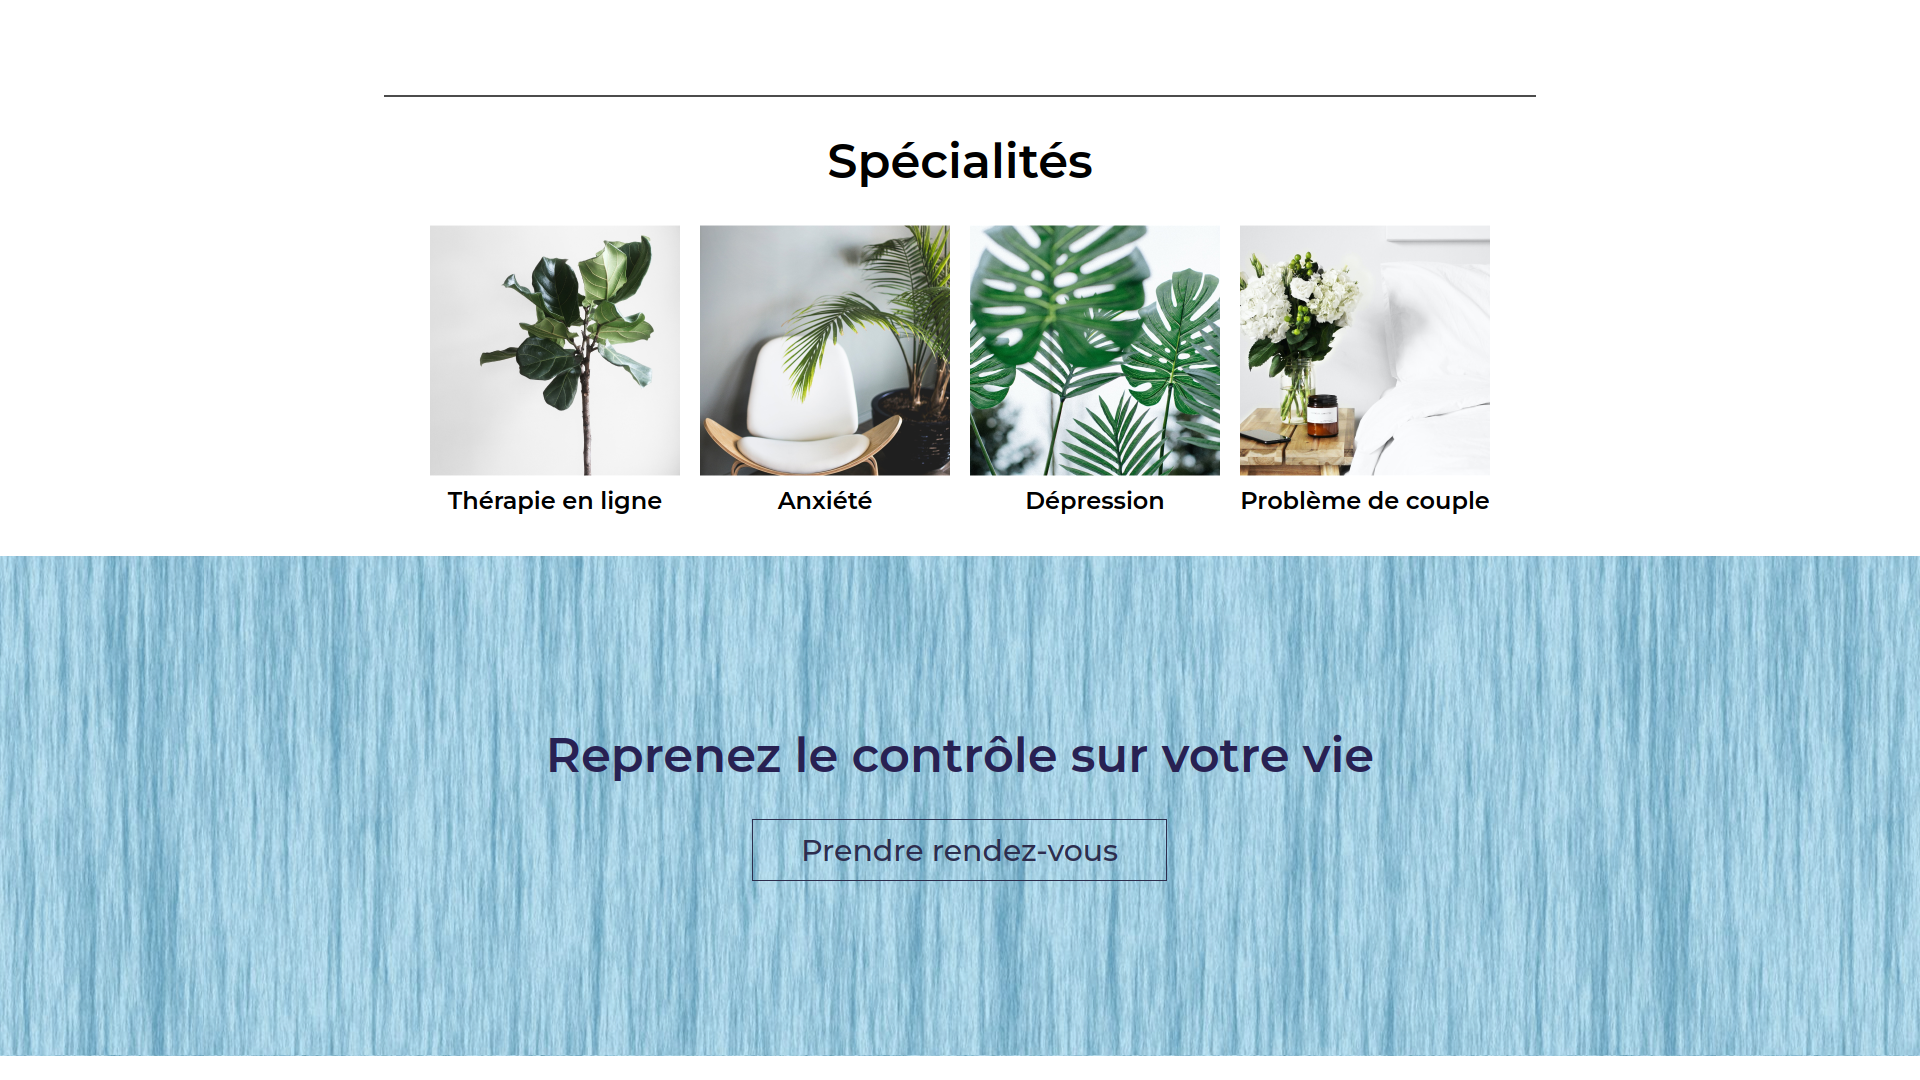 Spécialités
Thérapie en ligne
Anxiété
Dépression
Problème de couple
Reprenez le contrôle sur votre vie
Prendre rendez-vous